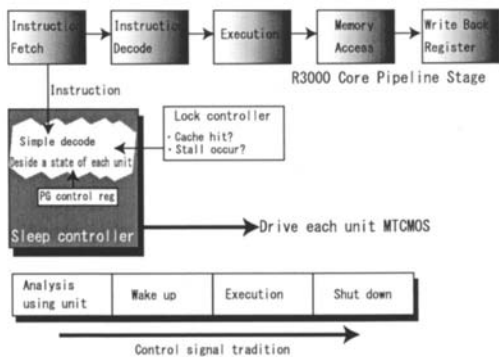 Instruction
Fetch
Instruction
Decode
Execution
Memory
Access
Write Back
Register
R3000 Core Pipeline Stage
Instruction
Lock controller
・Cache hit?
・Stall occur?
Simple decode
Deside a state of each unit
PG control reg
Sleep controller
Drive each unit MTCMOS
Analysis
using unit
Wake up
Execution
Shut down
Control signal tradition